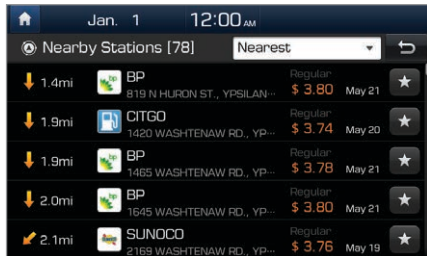 Jan. 1 12:00 AM
Nearby Stations [78] Nearest
1.4mi bp BP Regular
819 N HURON ST., YPSILAN... $ 3.80 May 21
1.9mi CITGO Regular
1420 WASHTENAW RD., YP... $ 3.74 May 20
1.9mi bp BP Regular
1465 WASHTENAW RD., YP... $ 3.78 May 21
2.0mi bp BP Regular
1645 WASHTENAW RD., YP... $ 3.80 May 21
2.1mi SUNOCO Regular
2169 WASHTENAW RD., YP... $ 3.76 May 19